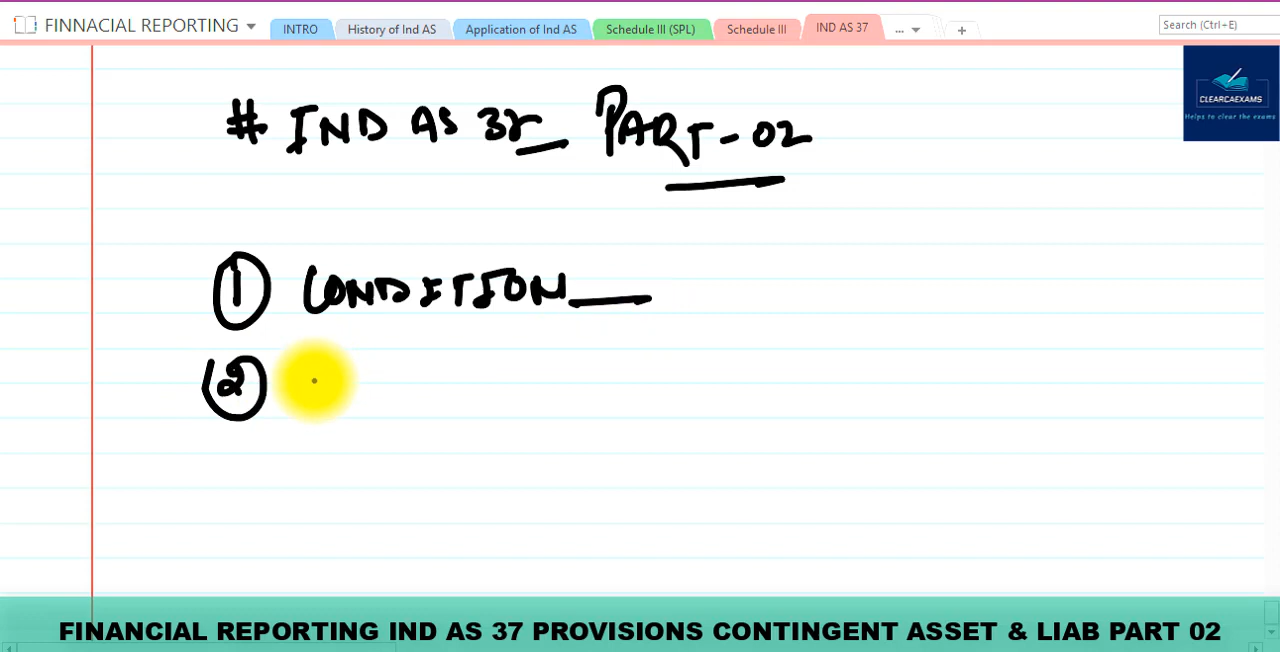 FINNACIAL REPORTING
INTRO
History of Ind AS
Application of Ind AS
Schedule III (SPL)
Schedule III
IND AS 37
...
+
Search (Ctrl+E)
CLEARCAEXAMS
Helps to clear the exams
# IND AS 37 PART-02
1 CONDITION
2
FINANCIAL REPORTING IND AS 37 PROVISIONS CONTINGENT ASSET & LIAB PART 02